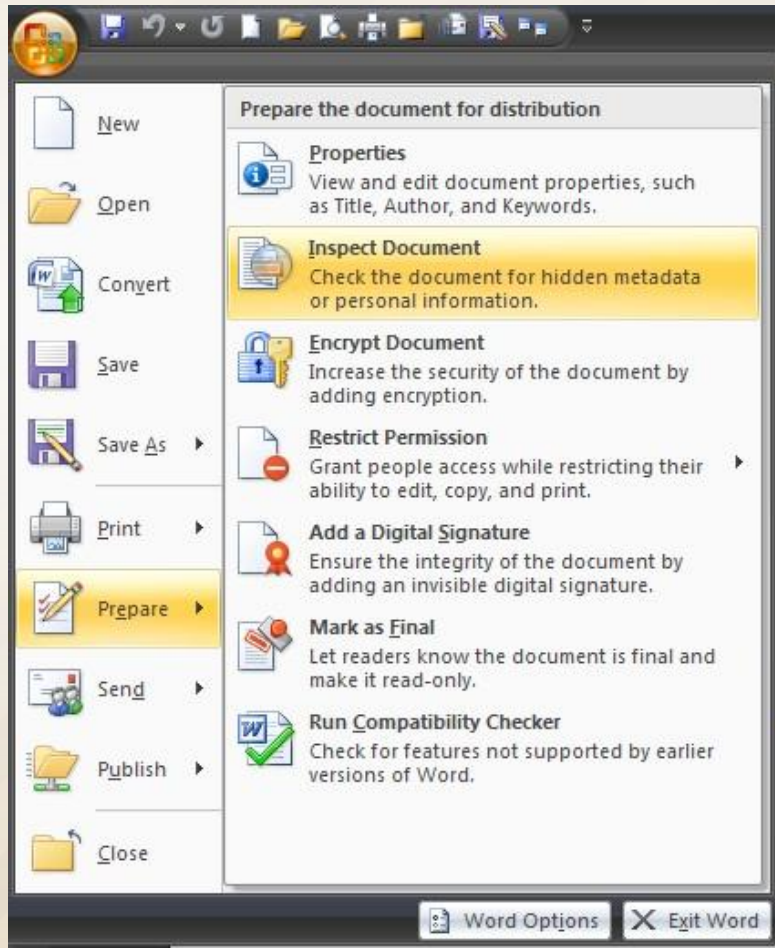 New
Open
Convert
Save
Save As
Print
Prepare
Send
Publish
Close
Prepare the document for distribution
Properties
View and edit document properties, such
as Title, Author, and Keywords.
Inspect Document
Check the document for hidden metadata
or personal information.
Encrypt Document
Increase the security of the document by
adding encryption.
Restrict Permission
Grant people access while restricting their
ability to edit, copy, and print.
Add a Digital Signature
Ensure the integrity of the document by
adding an invisible digital signature.
Mark as Final
Let readers know the document is final and
make it read-only.
Run Compatibility Checker
Check for features not supported by earlier
versions of Word.
Word Options
Exit Word